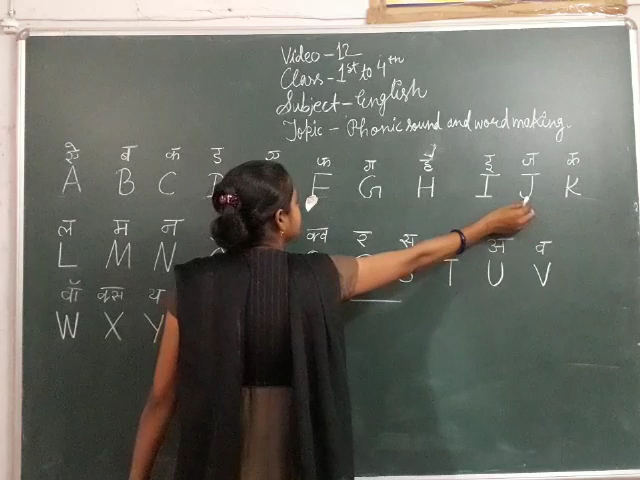 Video - 12
Class - 1st to 4th
Subject - English
Topic - Phonic sound and word making.
ऐ ब क ड फ ग हे इ ज क
A B C F G H I J K
ल म न क्व र स अ व
L M N S T U V
वॉ क्स य
W X Y